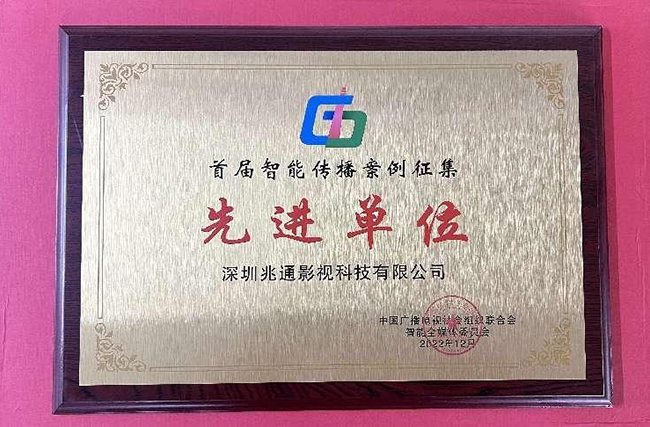 首届智能传播案例征集
先进单位
深圳兆通影视科技有限公司
中国广播电视社会组织联合会
智能全媒体委员会
2022年12月